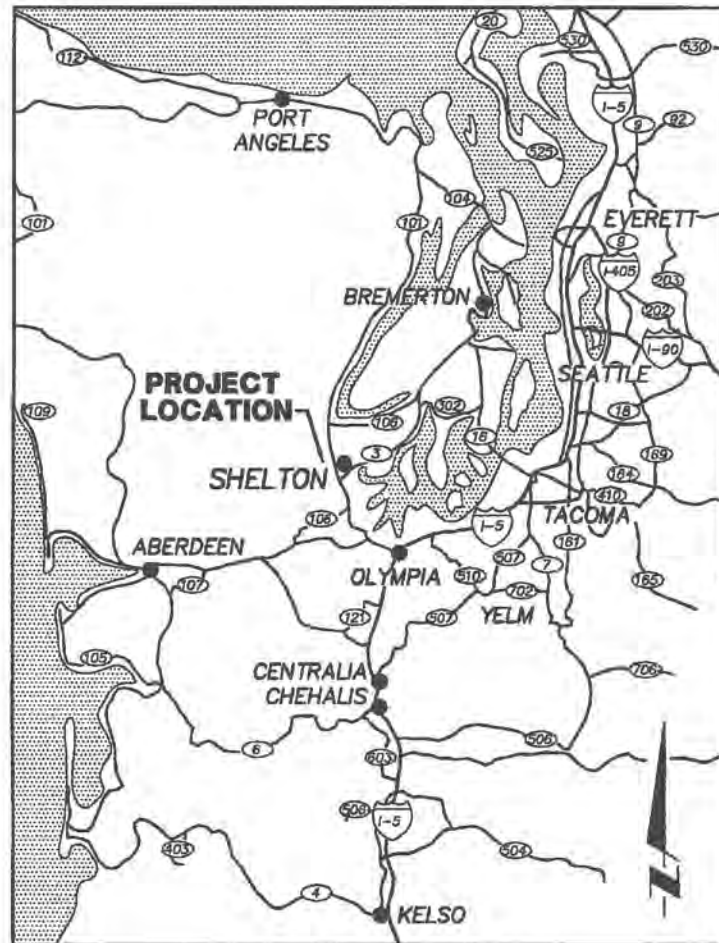 20
530
530
112
I-5
PORT
ANGELES
9
92
525
104
101
101
EVERETT
9
I-405
203
BREMERTON
202
I-90
SEATTLE
PROJECT
LOCATION
109
302
106
18
16
3
169
SHELTON
164
410
108
I-5
TACOMA
ABERDEEN
161
OLYMPIA
507
7
510
107
165
702
121
507
YELM
105
CENTRALIA
706
CHEHALIS
6
506
603
506
I-5
403
504
4
KELSO
N